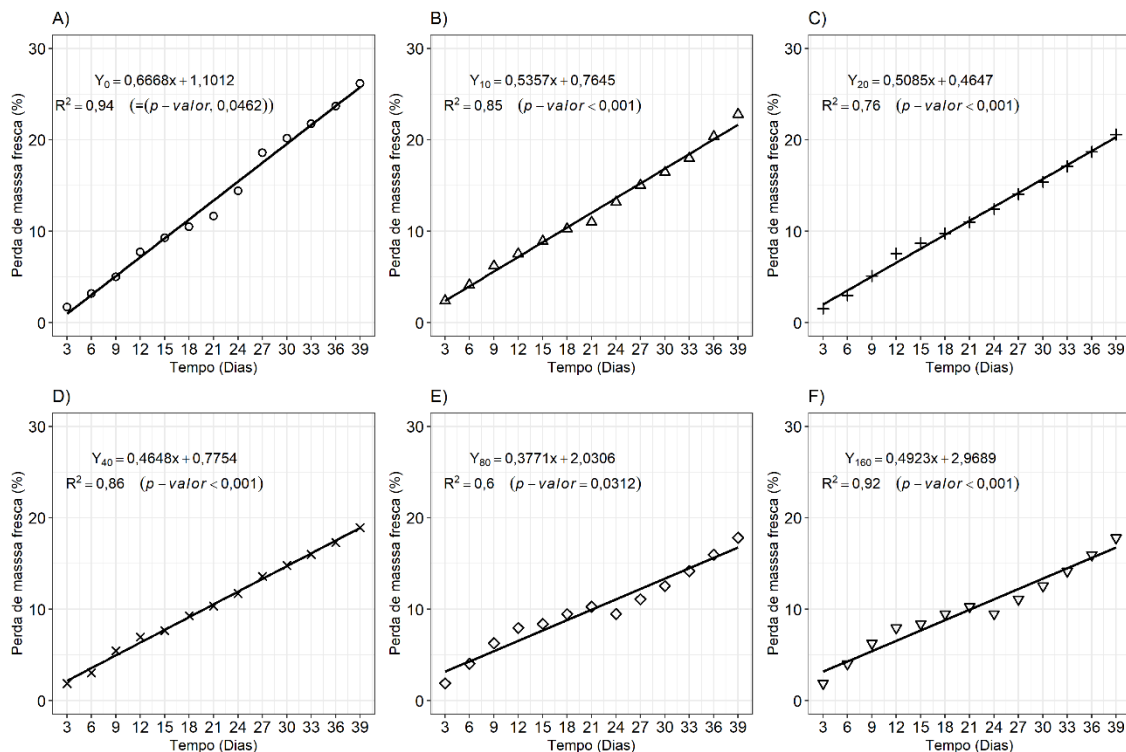 A)
Y0 = 0,6668x + 1,1012
R2 = 0,94 (=(p − valor, 0,0462))
Perda de masssa fresca (%)
30
20
10
0
3 6 9 12 15 18 21 24 27 30 33 36 39
Tempo (Dias)
B)
Y10 = 0,5357x + 0,7645
R2 = 0,85 (p − valor < 0,001)
Perda de masssa fresca (%)
30
20
10
0
3 6 9 12 15 18 21 24 27 30 33 36 39
Tempo (Dias)
C)
Y20 = 0,5085x + 0,4647
R2 = 0,76 (p − valor < 0,001)
Perda de masssa fresca (%)
30
20
10
0
3 6 9 12 15 18 21 24 27 30 33 36 39
Tempo (Dias)
D)
Y40 = 0,4648x + 0,7754
R2 = 0,86 (p − valor < 0,001)
Perda de masssa fresca (%)
30
20
10
0
3 6 9 12 15 18 21 24 27 30 33 36 39
Tempo (Dias)
E)
Y80 = 0,3771x + 2,0306
R2 = 0,6 (p − valor = 0,0312)
Perda de masssa fresca (%)
30
20
10
0
3 6 9 12 15 18 21 24 27 30 33 36 39
Tempo (Dias)
F)
Y160 = 0,4923x + 2,9689
R2 = 0,92 (p − valor < 0,001)
Perda de masssa fresca (%)
30
20
10
0
3 6 9 12 15 18 21 24 27 30 33 36 39
Tempo (Dias)